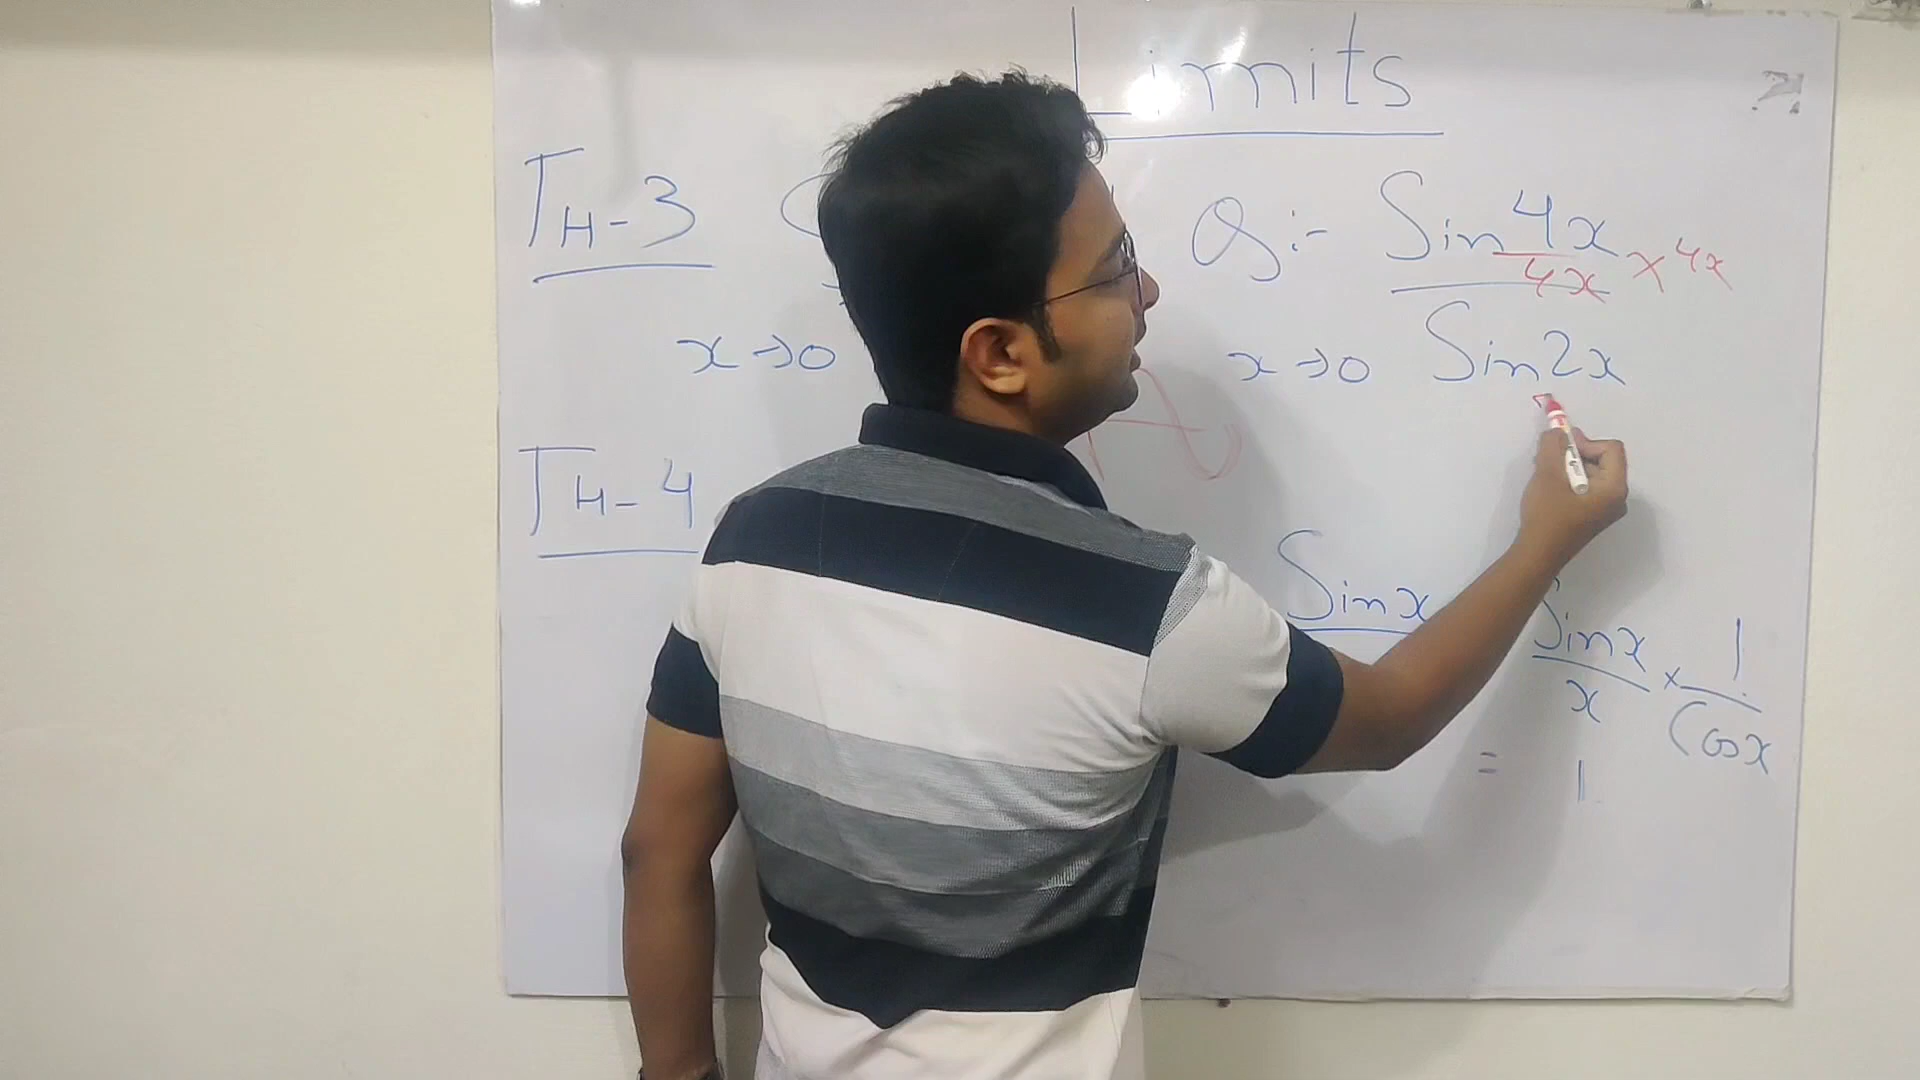 Limits
TH-3
x→0
TH-4
Q:- Sin4x
4x × 4x
x→0 Sin2x
Sinx
Sinx × 1
x Cosx
= 1